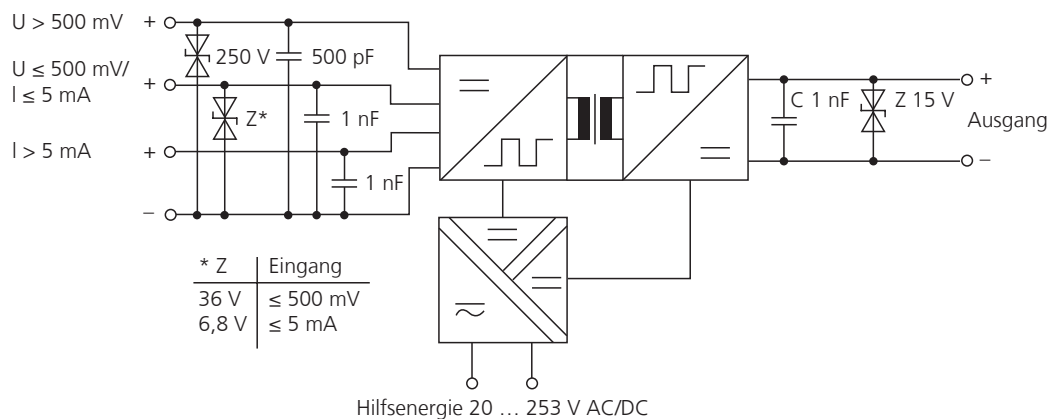 U > 500 mV +
250 V
500 pF
U ≤ 500 mV/
I ≤ 5 mA
+
Z*
1 nF
I > 5 mA +
1 nF
–
C 1 nF
Z 15 V
+
Ausgang
–
* Z Eingang
36 V ≤ 500 mV
6,8 V ≤ 5 mA
Hilfsenergie 20 ... 253 V AC/DC